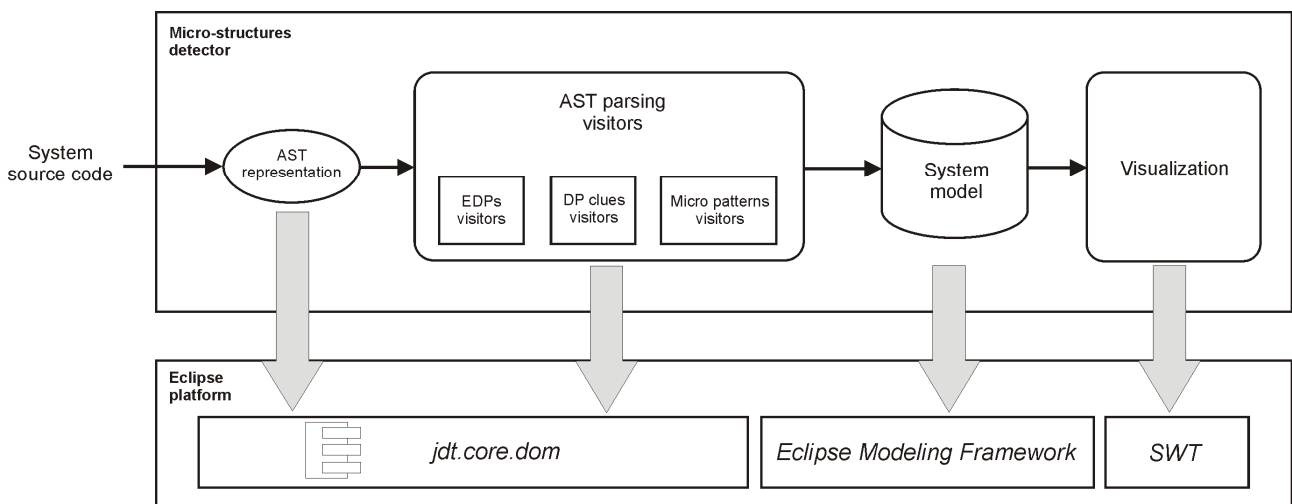 Micro-structures
detector
System
source code
AST
representation
AST parsing
visitors
EDPs
visitors
DP clues
visitors
Micro patterns
visitors
System
model
Visualization
Eclipse
platform
jdt.core.dom
Eclipse Modeling Framework
SWT